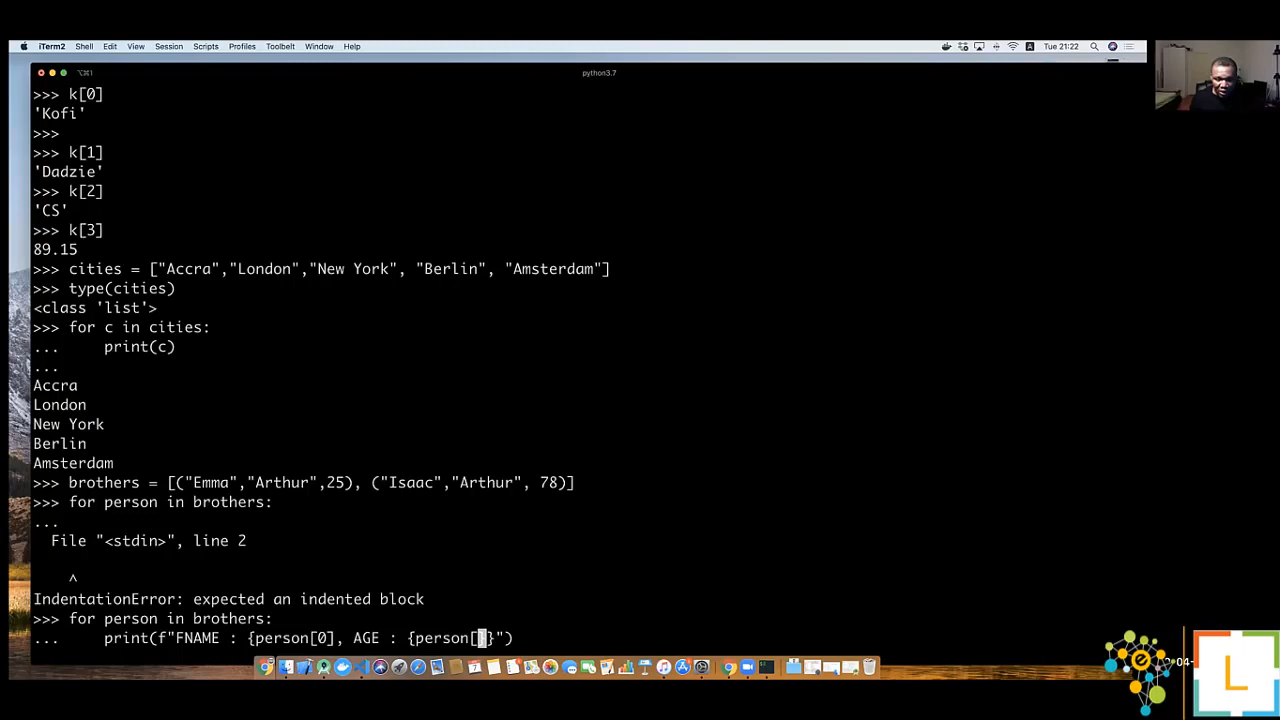 iTerm2 Shell Edit View Session Scripts Profiles Toolbelt Window Help
Tue 21:22
⌥⌘1
python3.7
>>> k[0]
'Kofi'
>>>
>>> k[1]
'Dadzie'
>>> k[2]
'CS'
>>> k[3]
89.15
>>> cities = ["Accra","London","New York", "Berlin", "Amsterdam"]
>>> type(cities)
<class 'list'>
>>> for c in cities:
...     print(c)
...
Accra
London
New York
Berlin
Amsterdam
>>> brothers = [("Emma","Arthur",25), ("Isaac","Arthur", 78)]
>>> for person in brothers:
...
  File "<stdin>", line 2

    ^
IndentationError: expected an indented block
>>> for person in brothers:
...     print(f"FNAME : {person[0], AGE : {person[]}")
04-
L